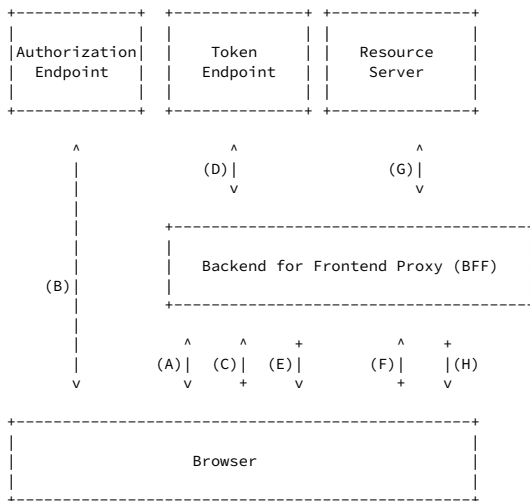 Authorization Token Resource
Endpoint Endpoint Server
(D) (G)
Backend for Frontend Proxy (BFF)
(B)
(A) (C) (E) (F) (H)
Browser